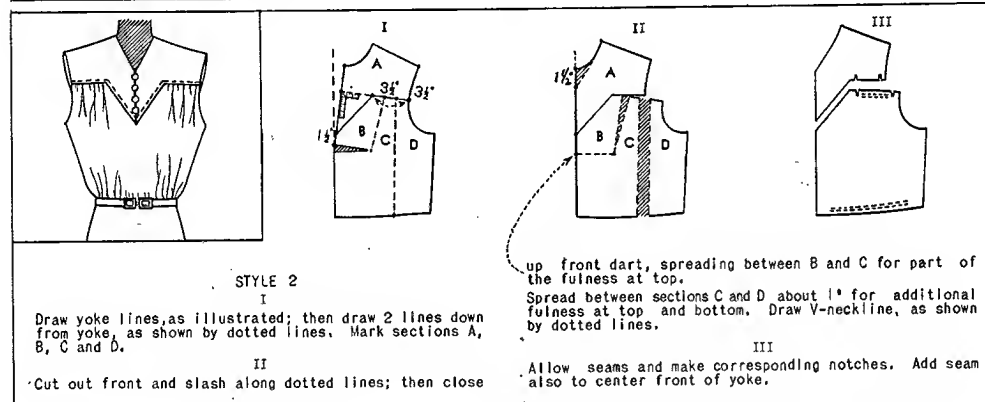 I
II
III
A
3½"
3½"
1½"
B
C
D
1½"
A
B
C
D
STYLE 2
I
Draw yoke lines,as illustrated; then draw 2 lines down
from yoke, as shown by dotted lines. Mark sections A,
B, C and D.
II
Cut out front and slash along dotted lines; then close
up front dart, spreading between B and C for part of
the fulness at top.
Spread between sections C and D about 1" for additional
fulness at top and bottom. Draw V-neckline, as shown
by dotted lines.
III
Allow seams and make corresponding notches. Add seam
also to center front of yoke.